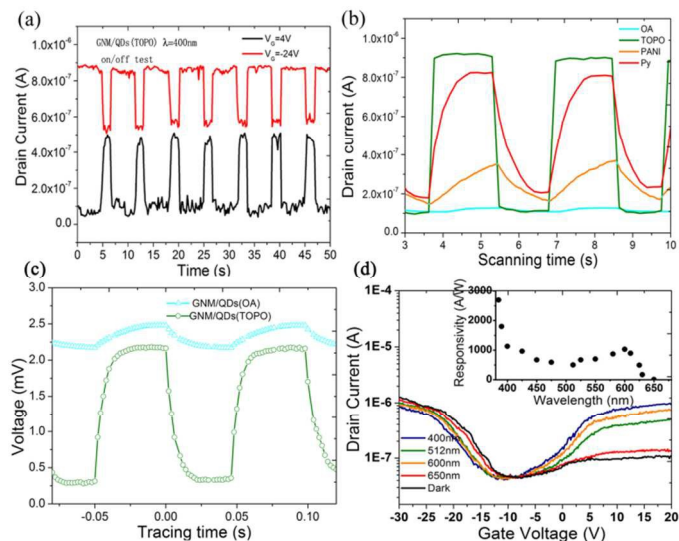 (a)
GNM/QDs(TOPO) λ=400nm
on/off test
V_G=4V
V_G=-24V
1.0x10^-6
8.0x10^-7
6.0x10^-7
4.0x10^-7
2.0x10^-7
0.0
Drain Current (A)
0 5 10 15 20 25 30 35 40 45 50
Time (s)
(b)
OA
TOPO
PANI
Py
1.0x10^-6
8.0x10^-7
6.0x10^-7
4.0x10^-7
2.0x10^-7
0.0
Drain current (A)
3 4 5 6 7 8 9 10
Scanning time (s)
(c)
GNM/QDs(OA)
GNM/QDs(TOPO)
3.0
2.5
2.0
1.5
1.0
0.5
0.0
Voltage (mV)
-0.05 0.00 0.05 0.10
Tracing time (s)
(d)
1E-4
1E-5
1E-6
1E-7
Drain Current (A)
Responsivity (A/W)
3000
2000
1000
0
400 450 500 550 600 650
Wavelength (nm)
400nm
512nm
600nm
650nm
Dark
-30 -25 -20 -15 -10 -5 0 5 10 15 20
Gate Voltage (V)